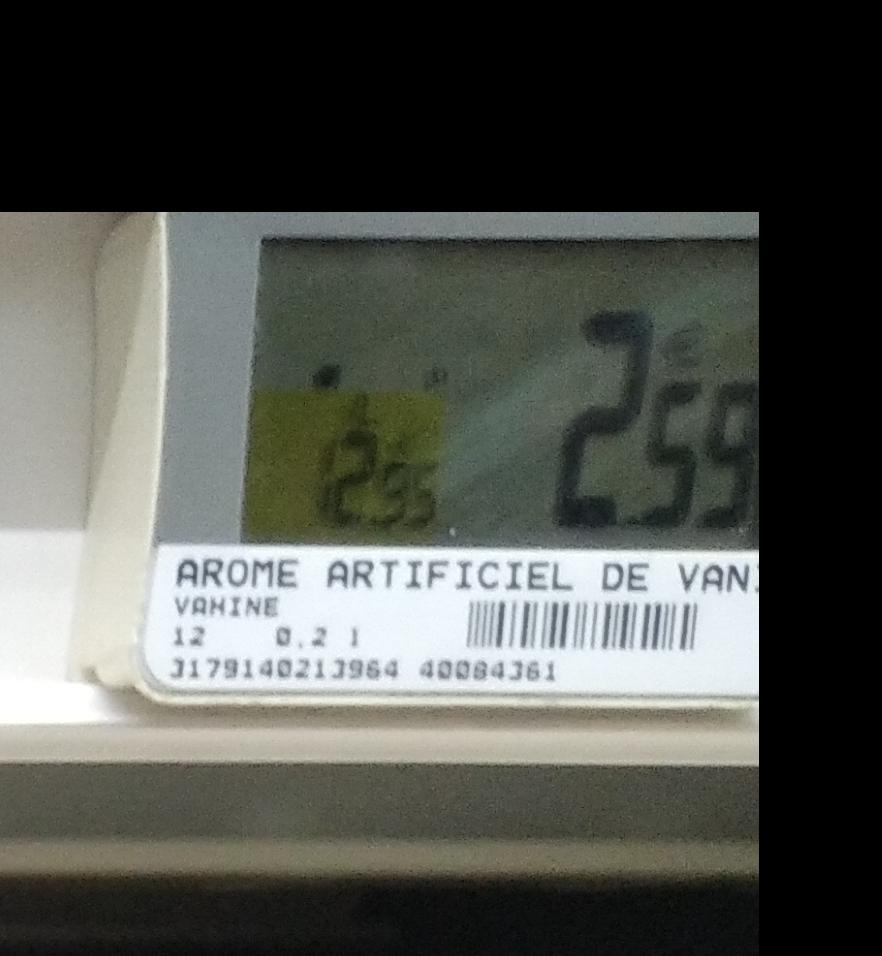 2.59
€
L
12.95
AROME ARTIFICIEL DE VAN
VAHINE
12 0,2 l
3179140213964 40084361